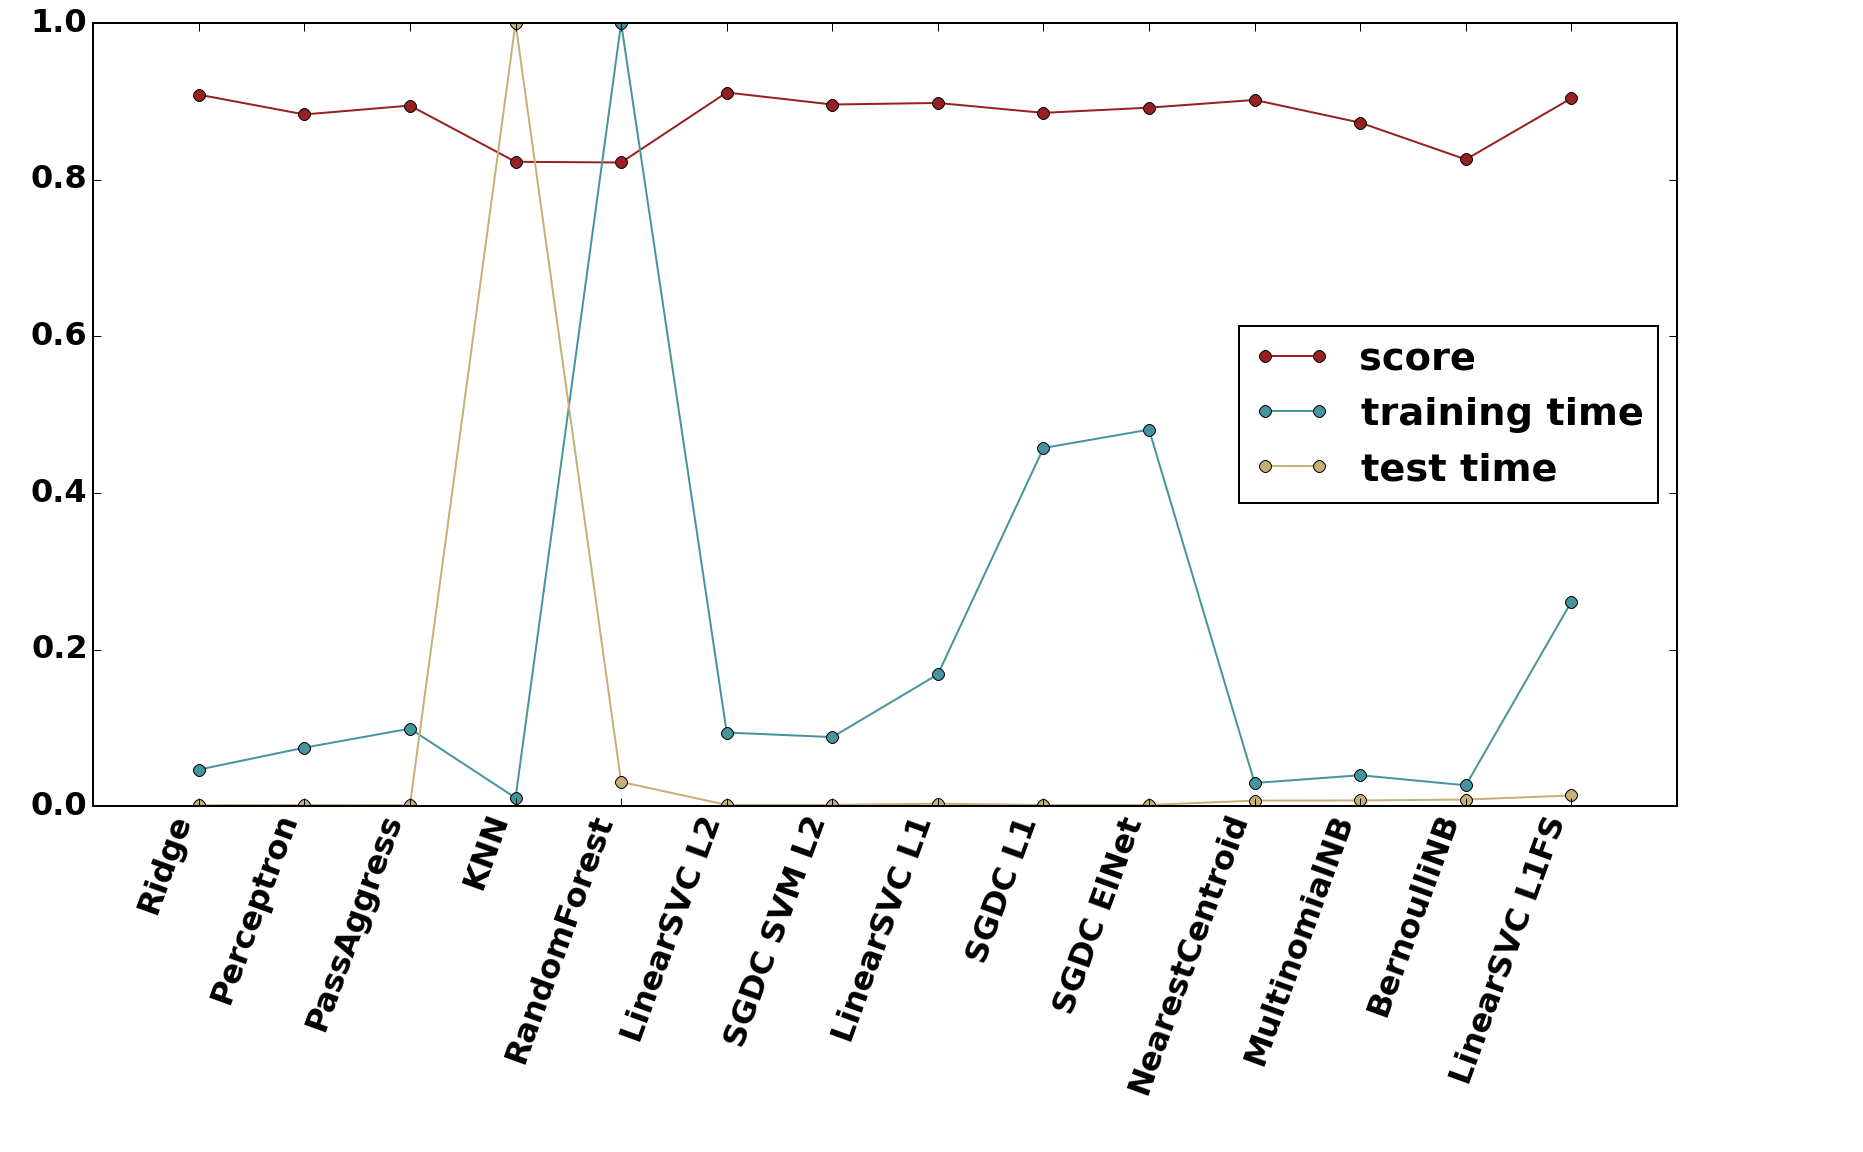 1.0
0.8
0.6
0.4
0.2
0.0
score
training time
test time
Ridge
Perceptron
PassAggress
KNN
RandomForest
LinearSVC L2
SGDC SVM L2
LinearSVC L1
SGDC L1
SGDC ElNet
NearestCentroid
MultinomialNB
BernoulliNB
LinearSVC L1FS